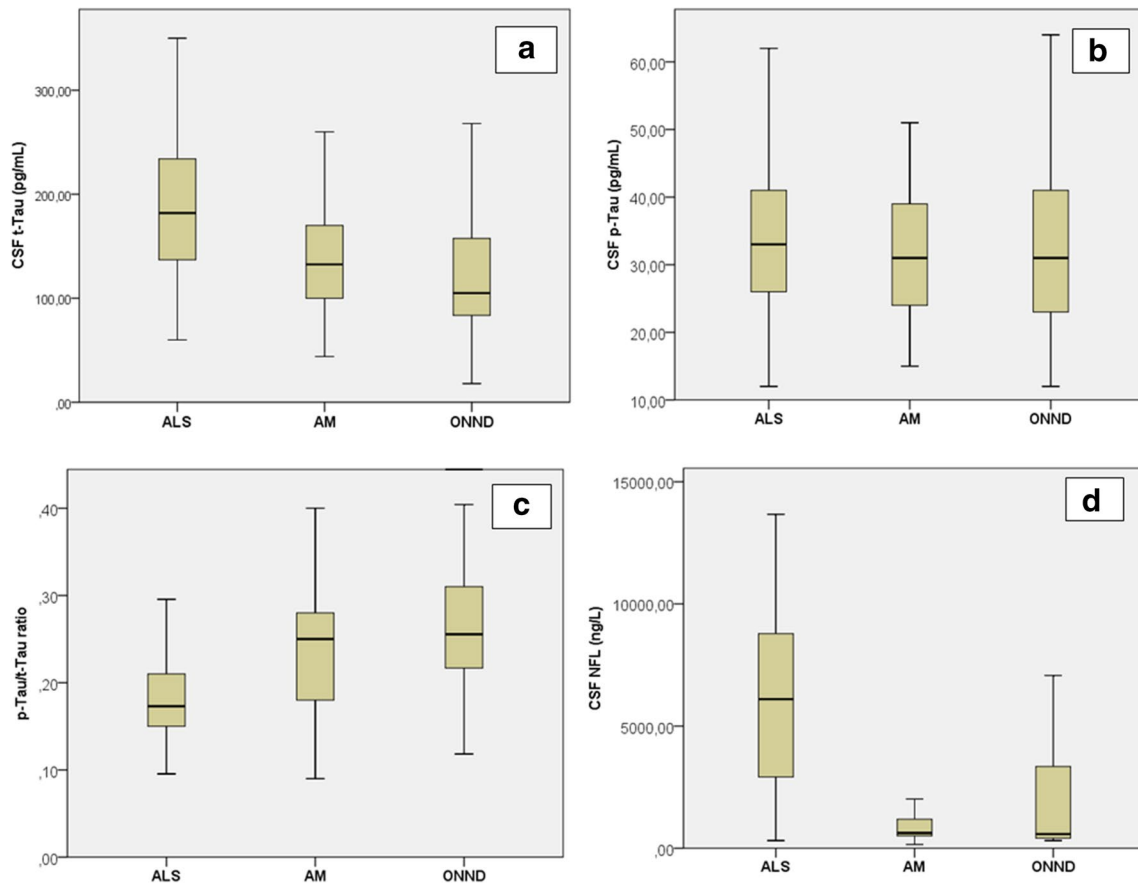 a
CSF t-Tau (pg/mL)
300,00
200,00
100,00
,00
ALS AM ONND
b
CSF p-Tau (pg/mL)
60,00
50,00
40,00
30,00
20,00
10,00
ALS AM ONND
c
p-Tau/t-Tau ratio
,40
,30
,20
,10
,00
ALS AM ONND
d
CSF NFL (ng/L)
15000,00
10000,00
5000,00
,00
ALS AM ONND